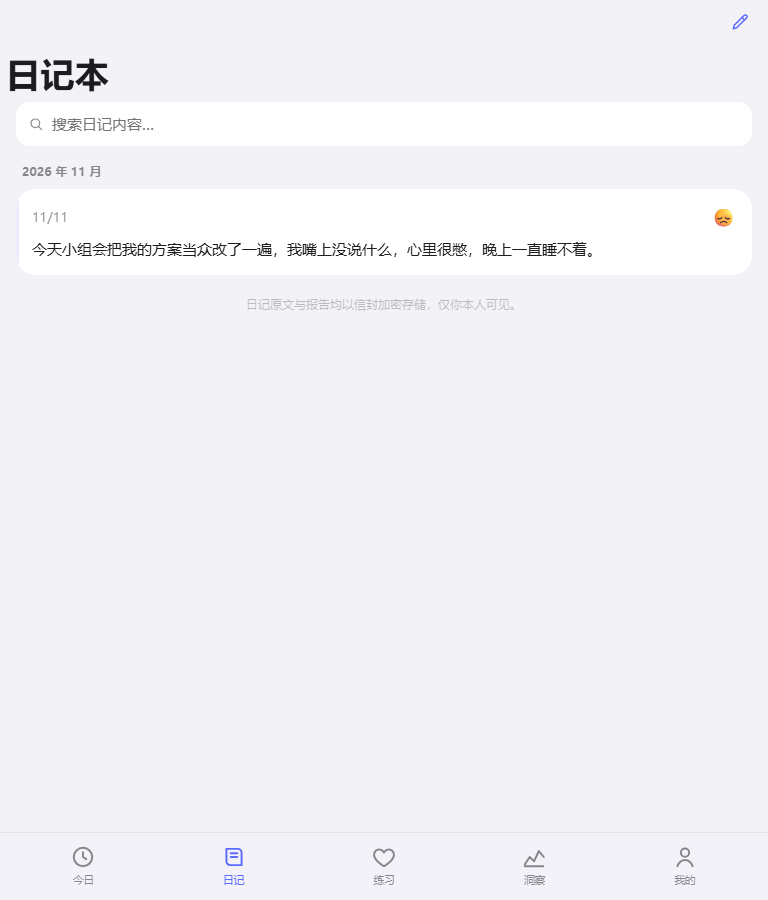 日记本
搜索日记内容...
2026 年 11 月
11/11
今天小组会把我的方案当众改了一遍，我嘴上没说什么，心里很憋，晚上一直睡不着。
日记原文与报告均以信封加密存储，仅你本人可见。
今日
日记
练习
洞察
我的